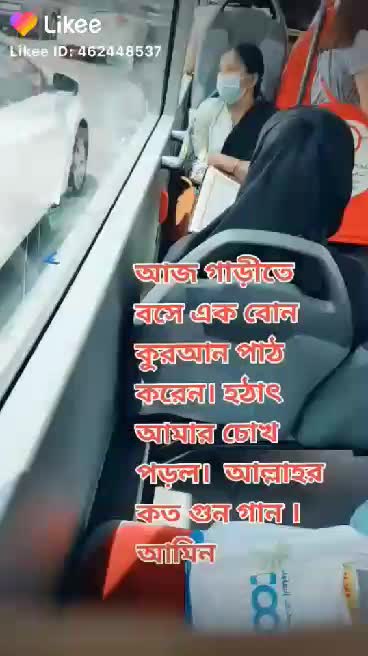 Likee
Likee ID: 462448537
আজ গাড়ীতে
বসে এক বোন
কুরআন পাঠ
করেন। হঠাৎ
আমার চোখ
পড়ল। আল্লাহর
কত গুন গান ।
আমিন